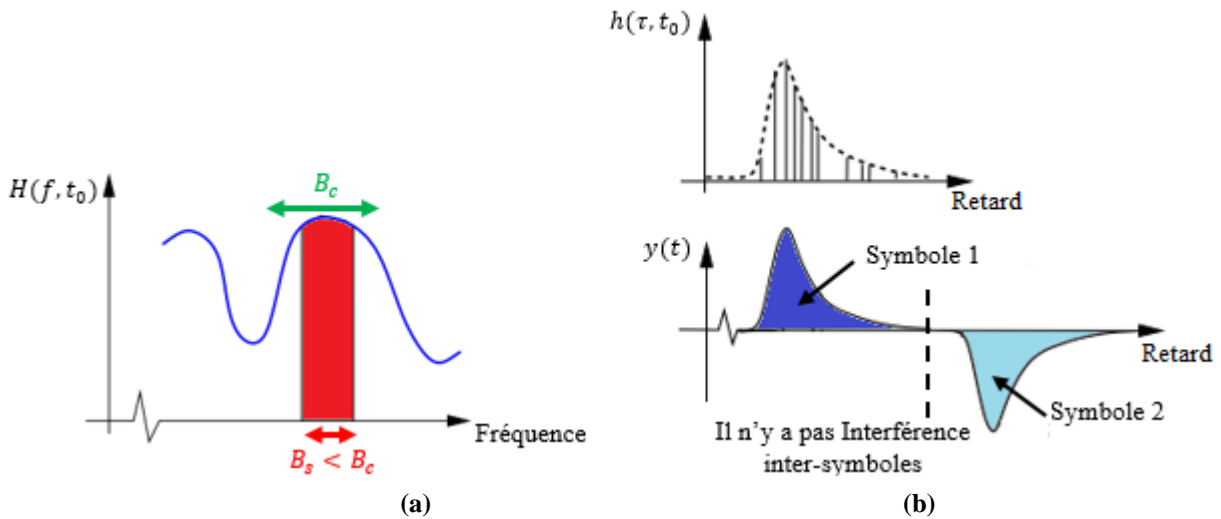 H(f, t₀)
B_c
Fréquence
B_s < B_c
(a)
h(τ, t₀)
Retard
y(t)
Symbole 1
Retard
Symbole 2
Il n'y a pas Interférence
inter-symboles
(b)